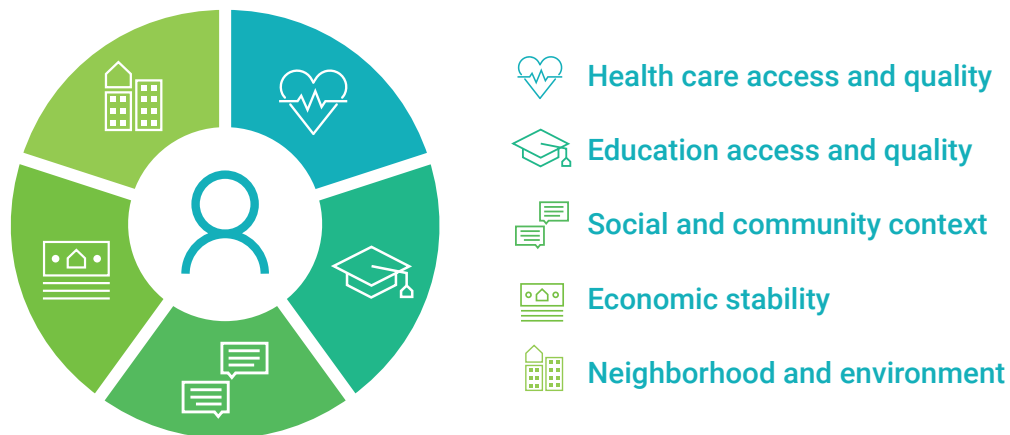 Health care access and quality
Education access and quality
Social and community context
Economic stability
Neighborhood and environment